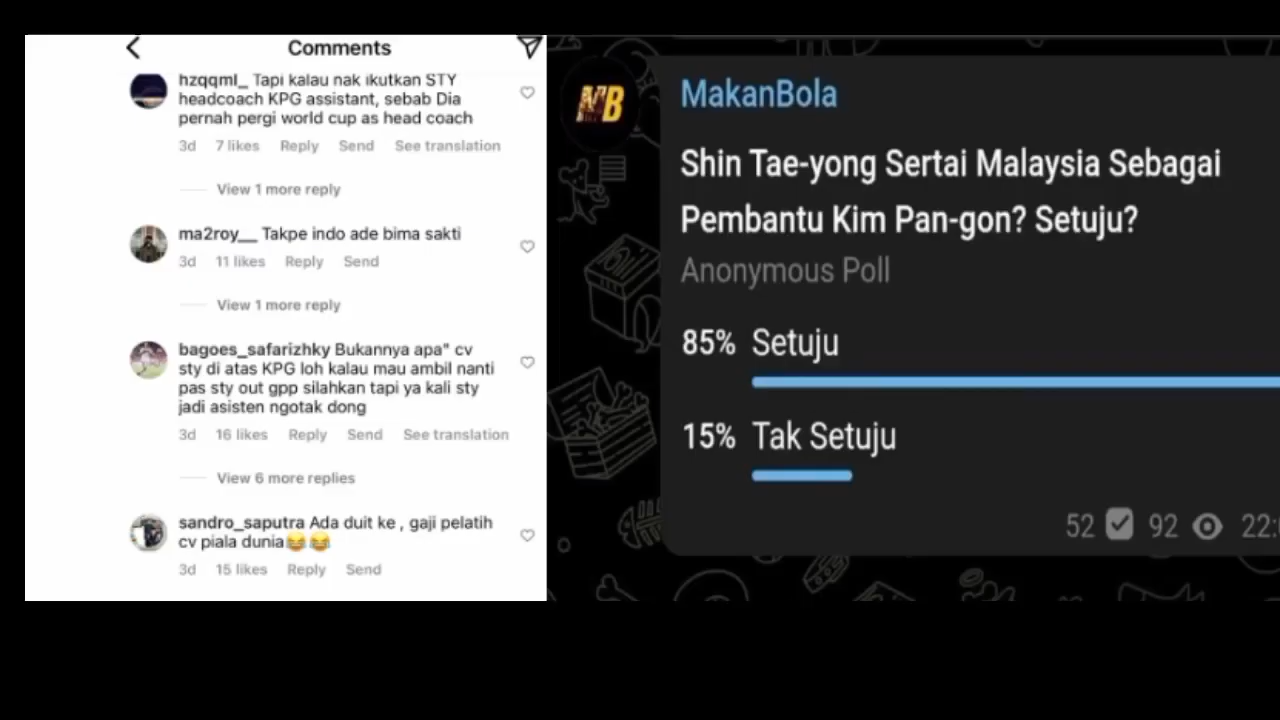 Comments
hzqqml_ Tapi kalau nak ikutkan STY
headcoach KPG assistant, sebab Dia
pernah pergi world cup as head coach
3d 7 likes Reply Send See translation
View 1 more reply
ma2roy__ Takpe indo ade bima sakti
3d 11 likes Reply Send
View 1 more reply
bagoes_safarizhky Bukannya apa" cv
sty di atas KPG loh kalau mau ambil nanti
pas sty out gpp silahkan tapi ya kali sty
jadi asisten ngotak dong
3d 16 likes Reply Send See translation
View 6 more replies
sandro_saputra Ada duit ke , gaji pelatih
cv piala dunia😂😂
3d 15 likes Reply Send
MB
MakanBola
Shin Tae-yong Sertai Malaysia Sebagai
Pembantu Kim Pan-gon? Setuju?
Anonymous Poll
85% Setuju
15% Tak Setuju
52 92 22: